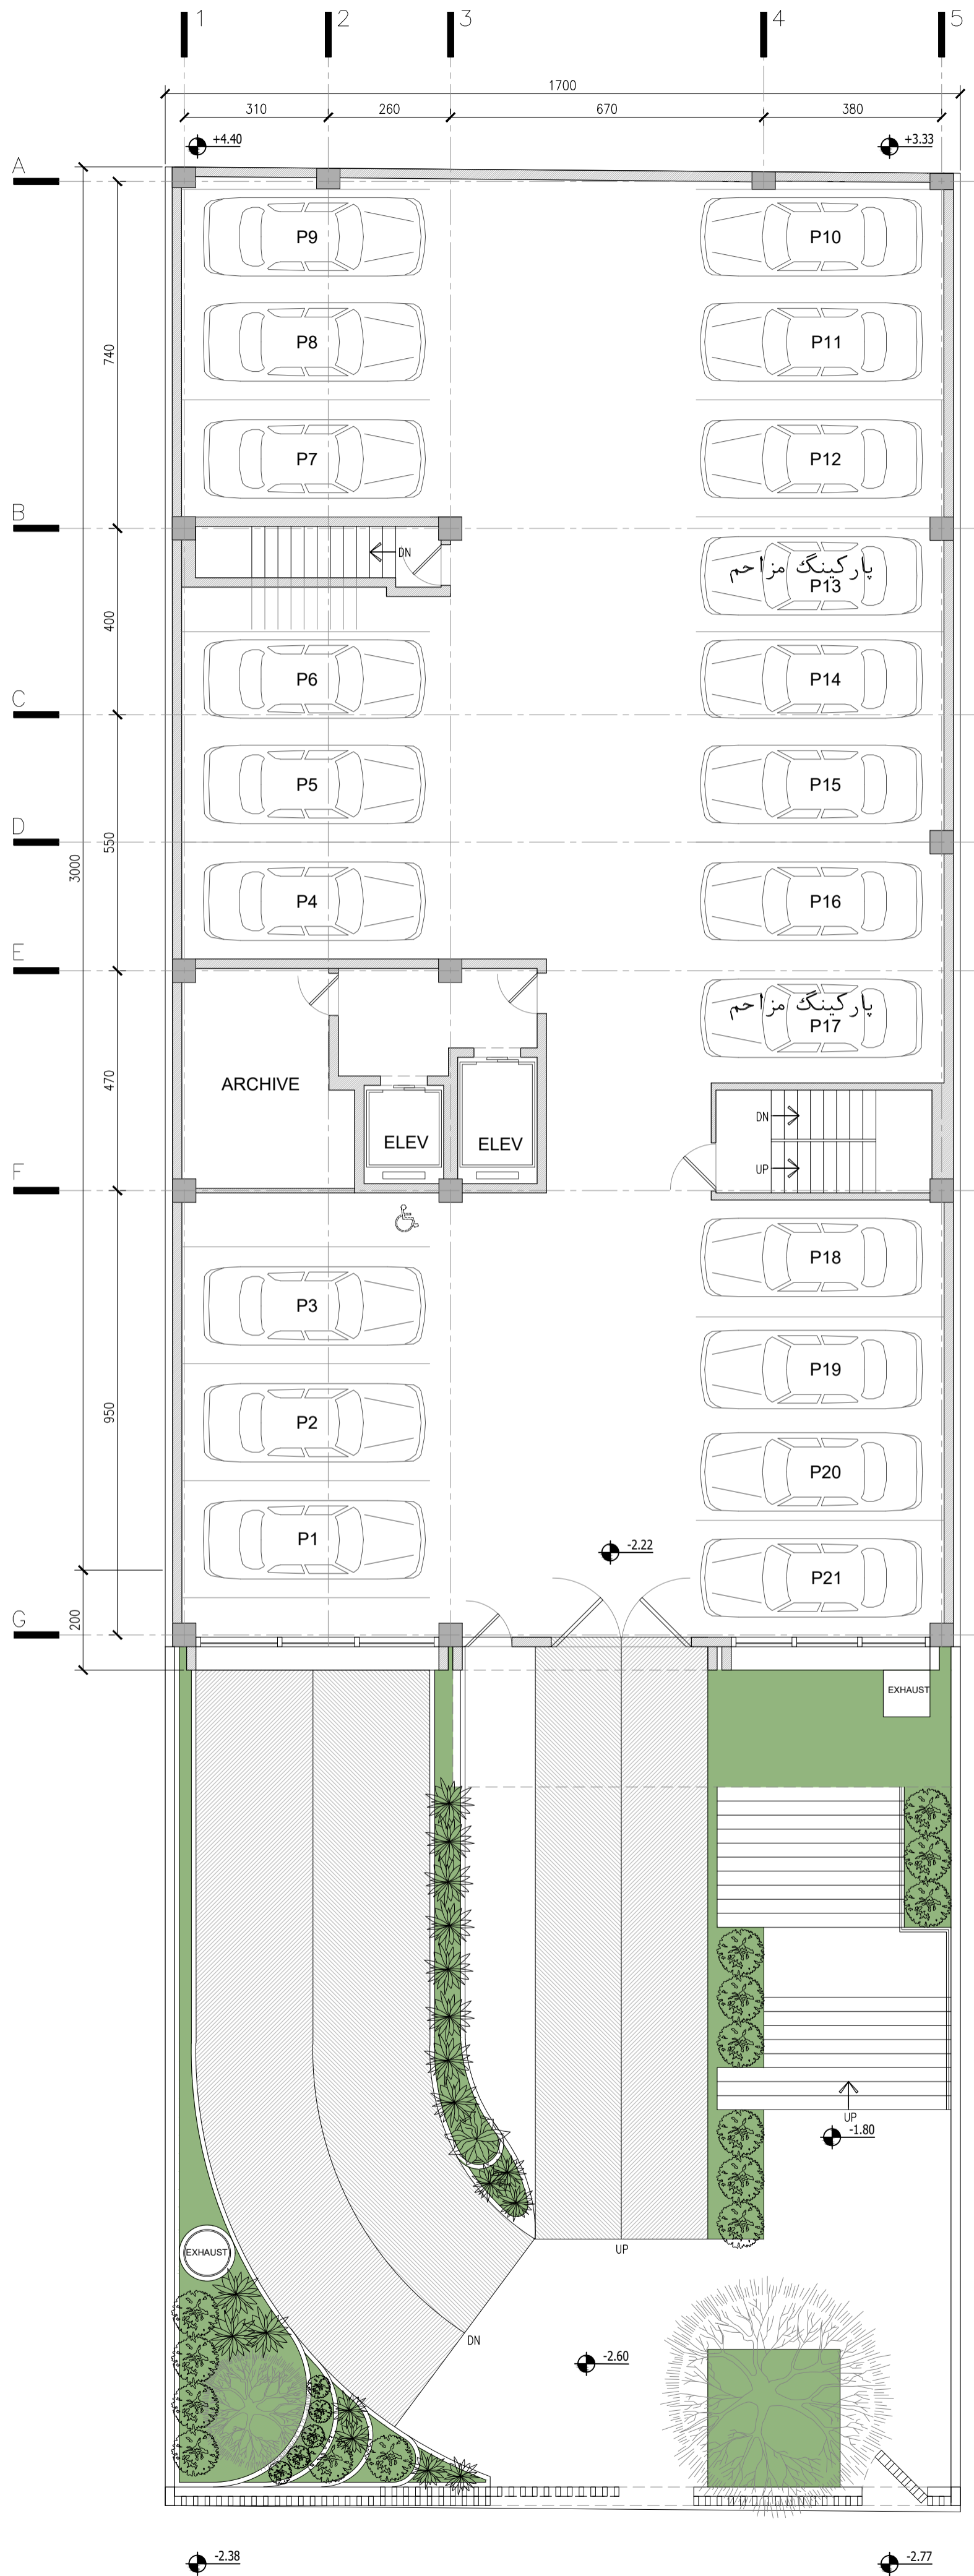 1 2 3 4 5
1700
310 260 670 380
+4.40 +3.33
A
P9 P10
P8 P11
740
P7 P12
B
DN
پارکینگ مزاحم
P13
400
P6 P14
C
P5 P15
D
550
3000
P4 P16
E
پارکینگ مزاحم
P17
470
ARCHIVE
DN
ELEV ELEV
UP
F
P18
P3
P19
950
P2
P20
P1
-2.22
P21
200
G
EXHAUST
UP
-1.80
EXHAUST
UP
DN
-2.60
-2.38 -2.77